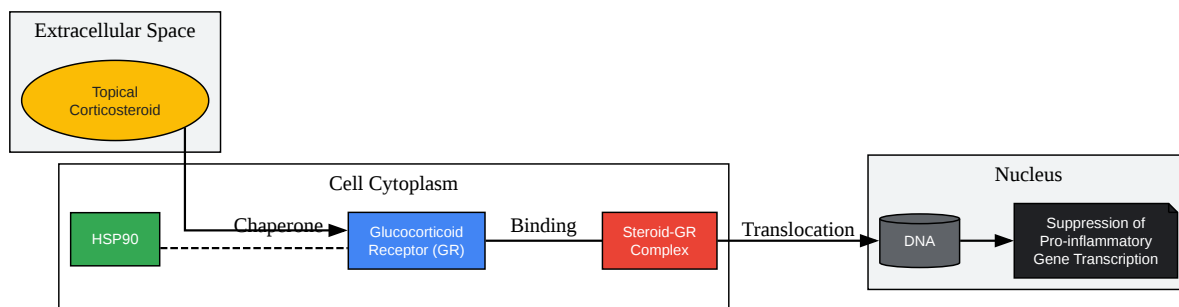 Extracellular Space
Topical
Corticosteroid
Cell Cytoplasm
HSP90
Chaperone
Glucocorticoid
Receptor (GR)
Binding
Steroid-GR
Complex
Translocation
Nucleus
DNA
Suppression of
Pro-inflammatory
Gene Transcription